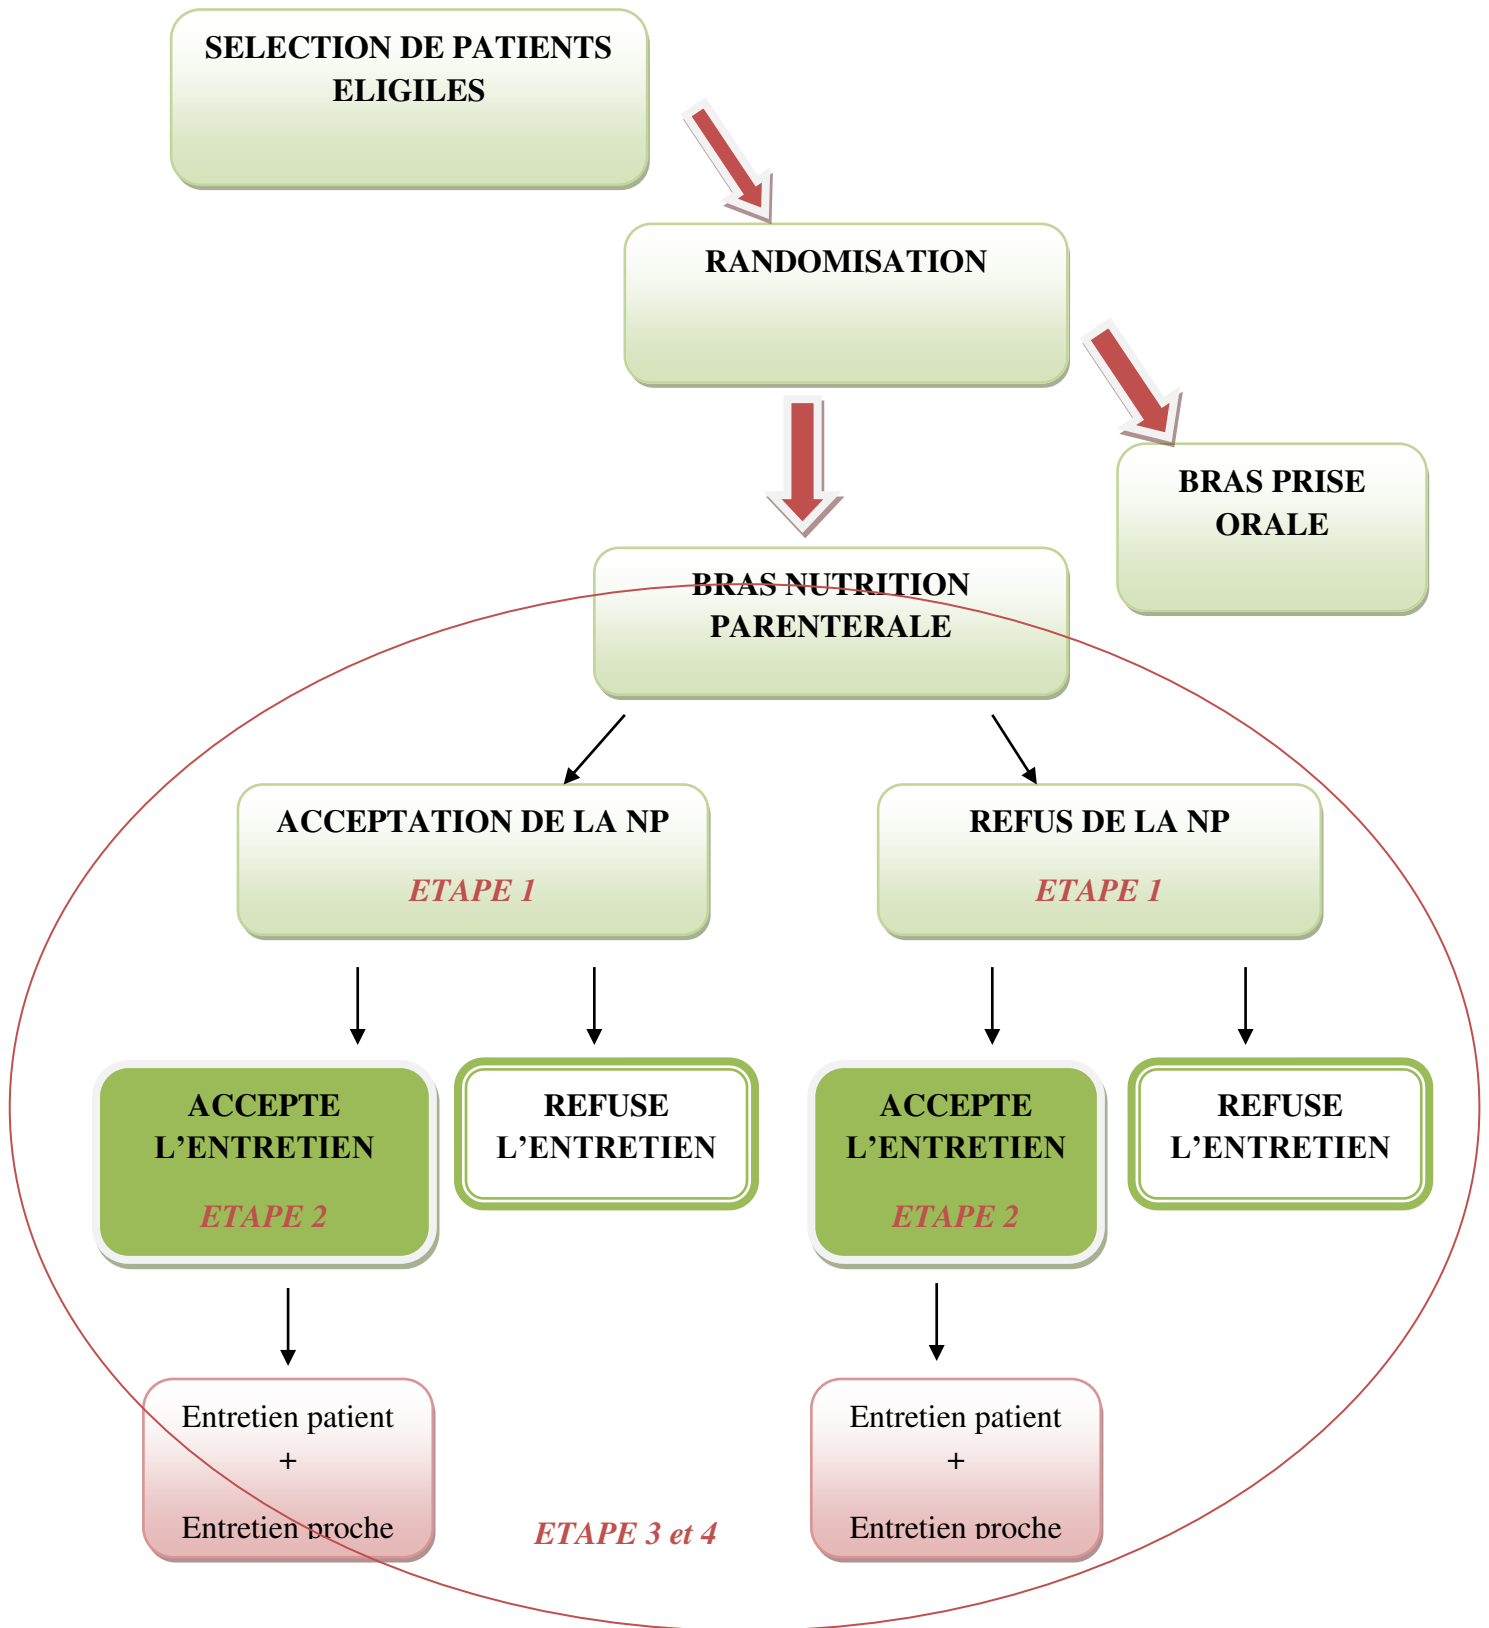 SELECTION DE PATIENTS
ELIGILES
RANDOMISATION
BRAS PRISE
ORALE
BRAS NUTRITION
PARENTERALE
ACCEPTATION DE LA NP
ETAPE 1
REFUS DE LA NP
ETAPE 1
ACCEPTE
L’ENTRETIEN
ETAPE 2
REFUSE
L’ENTRETIEN
ACCEPTE
L’ENTRETIEN
ETAPE 2
REFUSE
L’ENTRETIEN
Entretien patient
+
Entretien proche
ETAPE 3 et 4
Entretien patient
+
Entretien proche